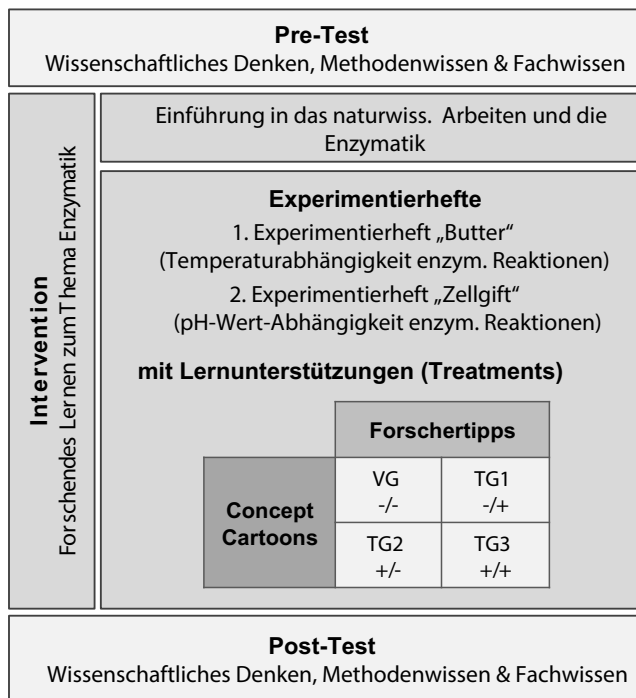 Pre-Test
Wissenschaftliches Denken, Methodenwissen & Fachwissen
Intervention
Forschendes Lernen zum Thema Enzymatik
Einführung in das naturwiss. Arbeiten und die
Enzymatik
Experimentierhefte
1. Experimentierheft „Butter“
(Temperaturabhängigkeit enzym. Reaktionen)
2. Experimentierheft „Zellgift“
(pH-Wert-Abhängigkeit enzym. Reaktionen)
mit Lernunterstützungen (Treatments)
Forschertipps
Concept
Cartoons
VG
-/-
TG1
-/+
TG2
+/-
TG3
+/+
Post-Test
Wissenschaftliches Denken, Methodenwissen & Fachwissen